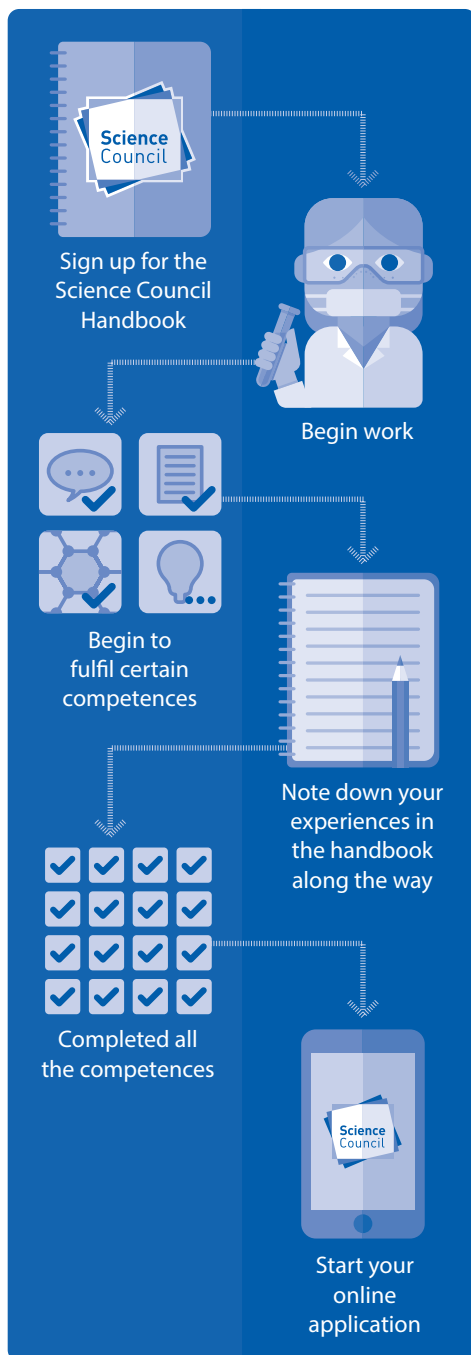 Science
Council
Sign up for the
Science Council
Handbook
Begin work
Begin to
fulfil certain
competences
Note down your
experiences in
the handbook
along the way
Completed all
the competences
Science
Council
Start your
online
application